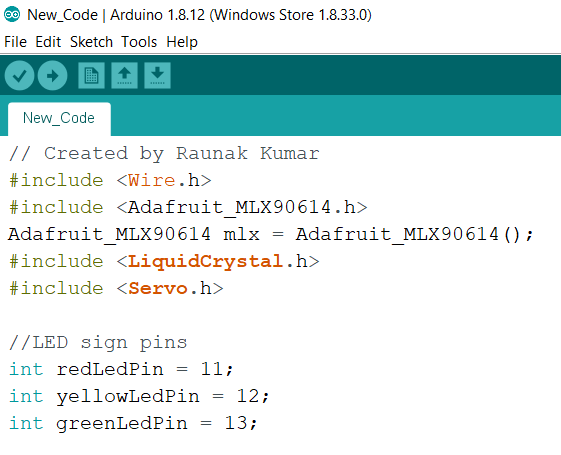 New_Code | Arduino 1.8.12 (Windows Store 1.8.33.0)
File Edit Sketch Tools Help
New_Code
// Created by Raunak Kumar
#include <Wire.h>
#include <Adafruit_MLX90614.h>
Adafruit_MLX90614 mlx = Adafruit_MLX90614();
#include <LiquidCrystal.h>
#include <Servo.h>
//LED sign pins
int redLedPin = 11;
int yellowLedPin = 12;
int greenLedPin = 13;